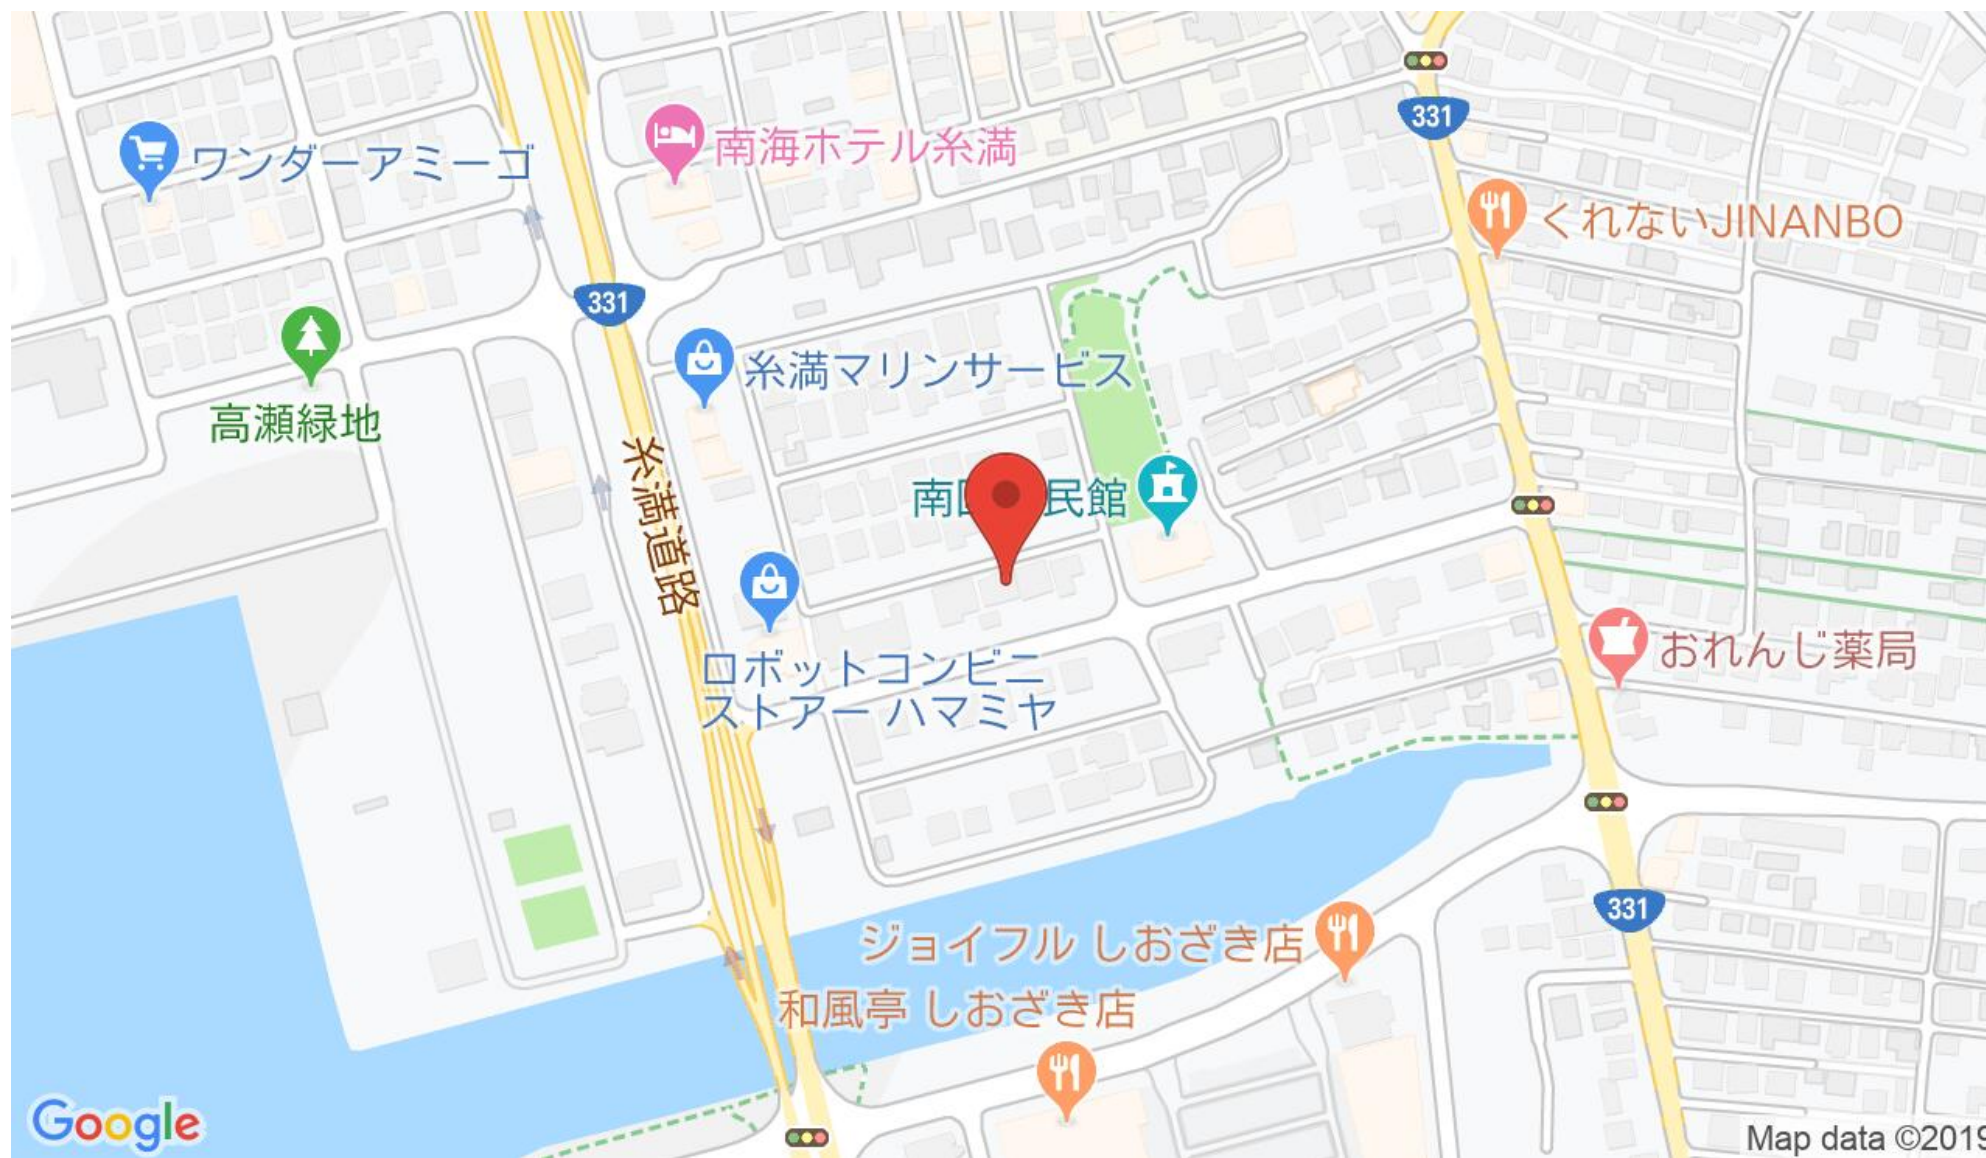 331
南海ホテル糸満
ワンダーアミーゴ
くれないJINANBO
331
糸満マリンサービス
高瀬緑地
糸満道路
南 民館
おれんじ薬局
ロボットコンビニ
ストアー ハマミヤ
331
ジョイフル しおざき店
和風亭 しおざき店
Google
Map data ©2019